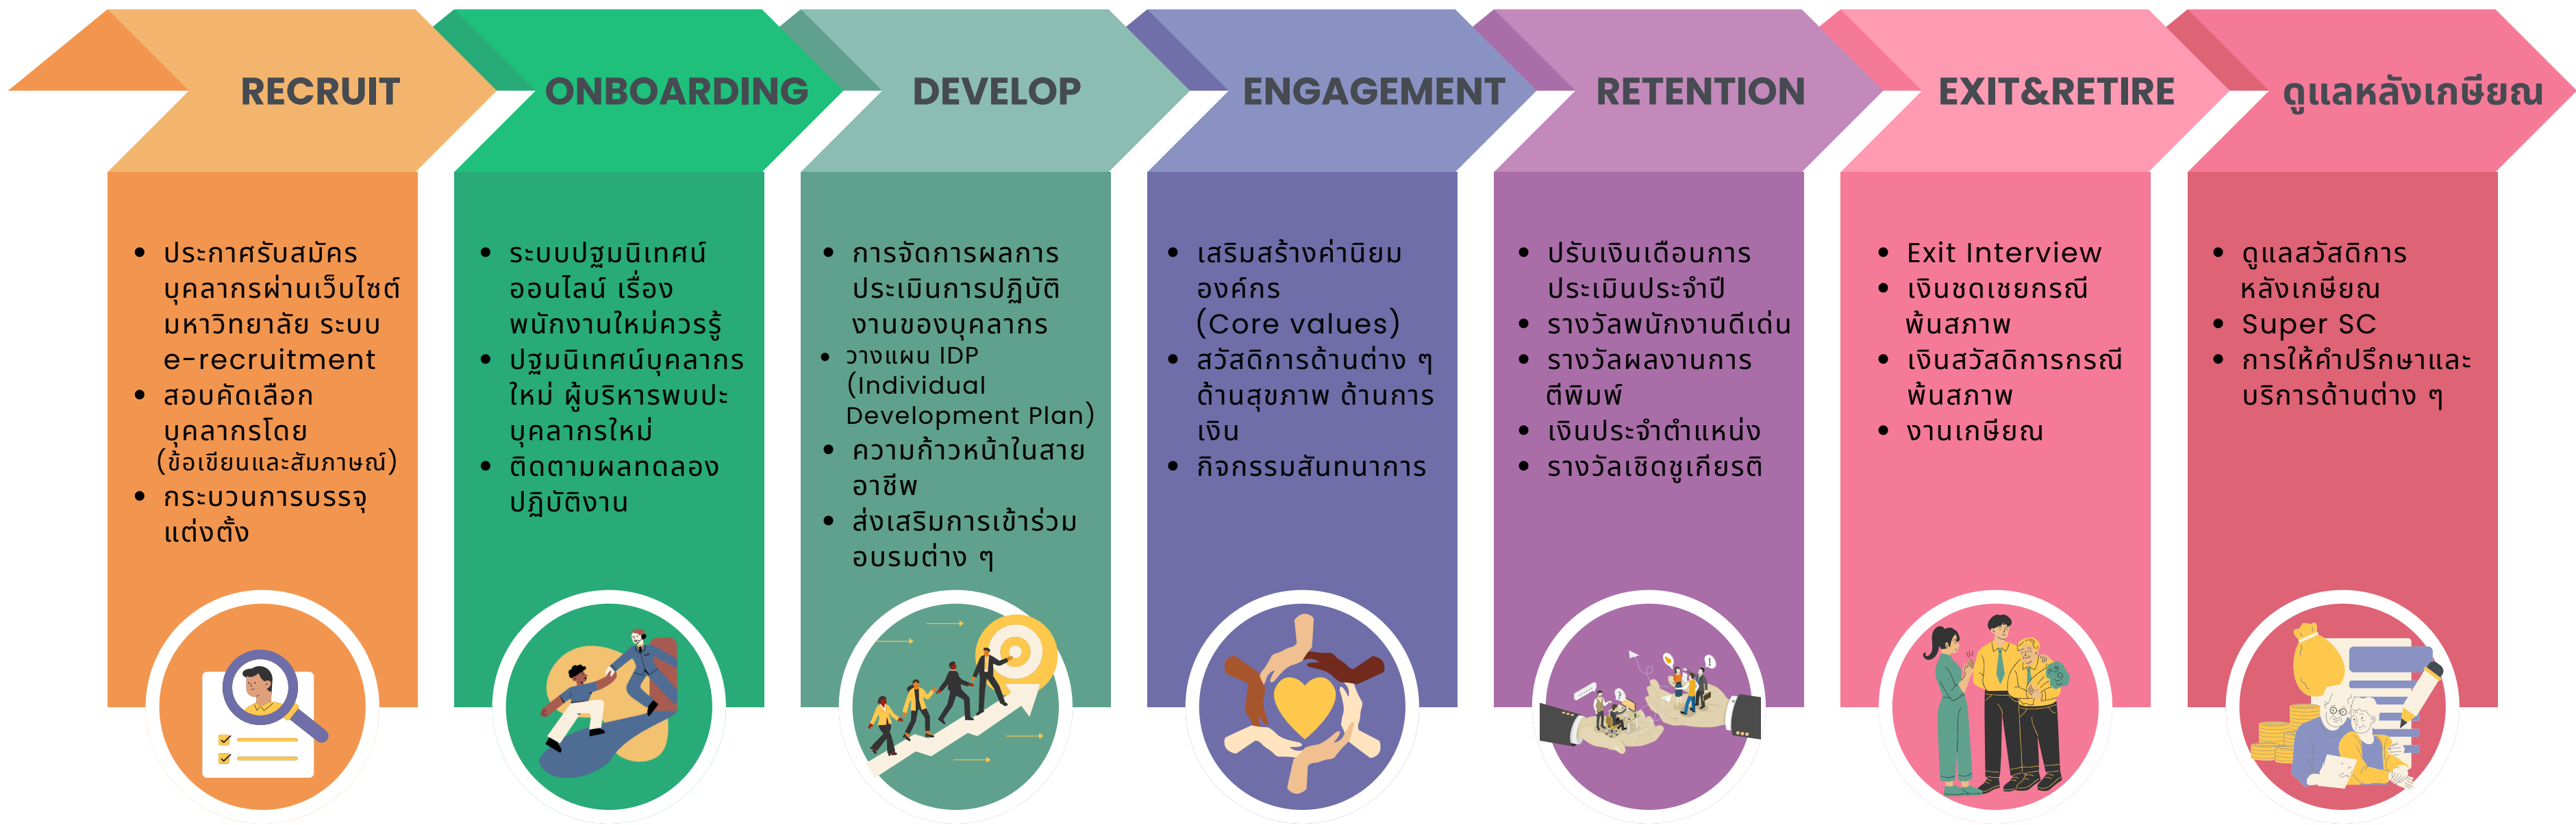 RECRUIT
ประกาศรับสมัคร
บุคลากรผ่านเว็บไซต์
มหาวิทยาลัย ระบบ
e-recruitment
สอบคัดเลือก
บุคลากรโดย
(ข้อเขียนและสัมภาษณ์)
กระบวนการบรรจุ
แต่งตั้ง
ONBOARDING
ระบบปฐมนิเทศน์
ออนไลน์ เรื่อง
พนักงานใหม่ควรรู้
ปฐมนิเทศน์บุคลากร
ใหม่ ผู้บริหารพบปะ
บุคลากรใหม่
ติดตามผลทดลอง
ปฏิบัติงาน
DEVELOP
การจัดการผลการ
ประเมินการปฏิบัติ
งานของบุคลากร
วางแผน IDP
(Individual
Development Plan)
ความก้าวหน้าในสาย
อาชีพ
ส่งเสริมการเข้าร่วม
อบรมต่าง ๆ
ENGAGEMENT
เสริมสร้างค่านิยม
องค์กร
(Core values)
สวัสดิการด้านต่าง ๆ
ด้านสุขภาพ ด้านการ
เงิน
กิจกรรมสันทนาการ
RETENTION
ปรับเงินเดือนการ
ประเมินประจำปี
รางวัลพนักงานดีเด่น
รางวัลผลงานการ
ตีพิมพ์
เงินประจำตำแหน่ง
รางวัลเชิดชูเกียรติ
EXIT&RETIRE
Exit Interview
เงินชดเชยกรณี
พ้นสภาพ
เงินสวัสดิการกรณี
พ้นสภาพ
งานเกษียณ
ดูแลหลังเกษียณ
ดูแลสวัสดิการ
หลังเกษียณ
Super SC
การให้คำปรึกษาและ
บริการด้านต่าง ๆ